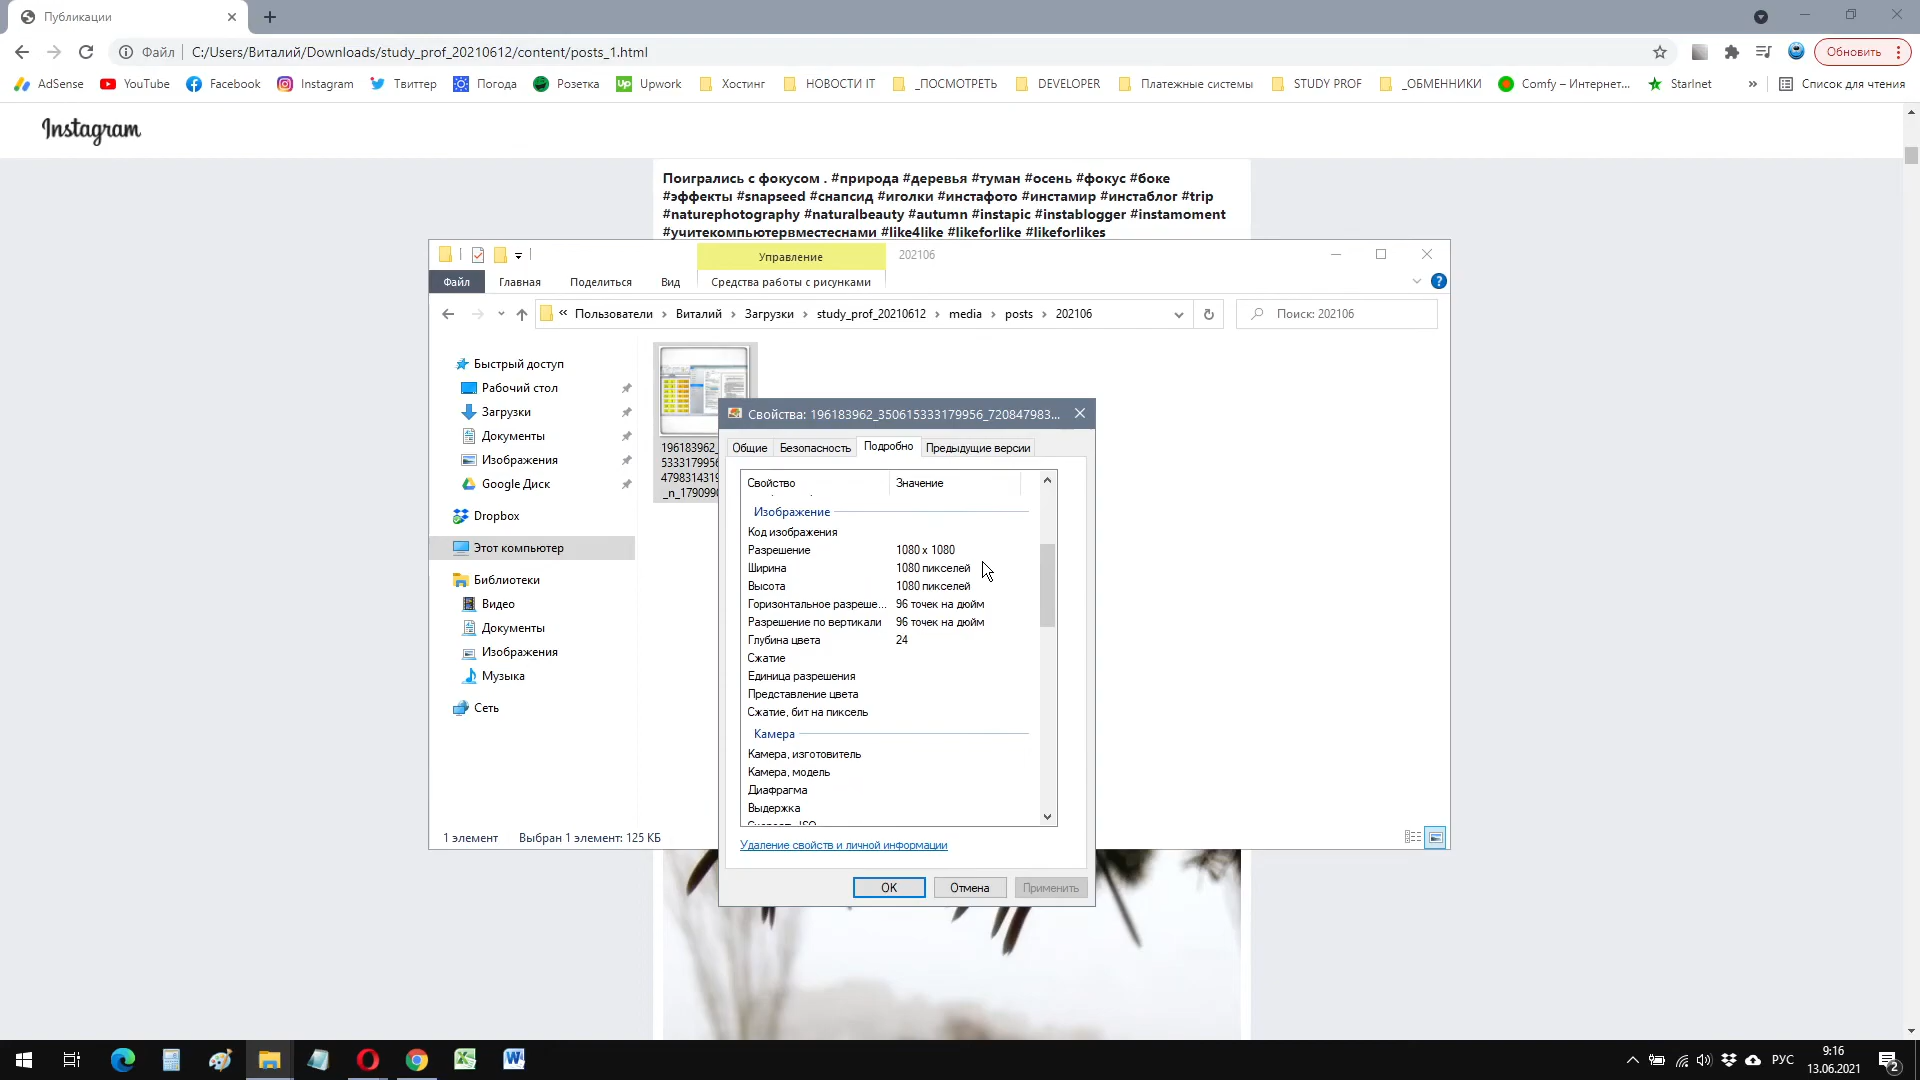 Публикации
Файл C:/Users/Виталий/Downloads/study_prof_20210612/content/posts_1.html
Обновить
AdSense YouTube Facebook Instagram Твиттер Погода Розетка Upwork Хостинг НОВОСТИ IT _ПОСМОТРЕТЬ DEVELOPER Платежные системы STUDY PROF _ОБМЕННИКИ Comfy – Интернет... StarInet » Список для чтения
Instagram
Поигрались с фокусом . #природа #деревья #туман #осень #фокус #боке
#эффекты #snapseed #снапсид #иголки #инстафото #инстамир #инстаблог #trip
#naturephotography #naturalbeauty #autumn #instapic #instablogger #instamoment
#учитекомпьютервместеснами #like4like #likeforlike #likeforlikes
Управление 202106
Файл Главная Поделиться Вид Средства работы с рисунками
« Пользователи › Виталий › Загрузки › study_prof_20210612 › media › posts › 202106
Поиск: 202106
Быстрый доступ
Рабочий стол
Загрузки
Документы
Изображения
Google Диск
Dropbox
Этот компьютер
Библиотеки
Видео
Документы
Изображения
Музыка
Сеть
196183962_
5333179956
4798314319
_n_1790990
1 элемент Выбран 1 элемент: 125 КБ
Свойства: 196183962_350615333179956_720847983...
Общие Безопасность Подробно Предыдущие версии
Свойство Значение
Изображение
Код изображения
Разрешение 1080 x 1080
Ширина 1080 пикселей
Высота 1080 пикселей
Горизонтальное разреше... 96 точек на дюйм
Разрешение по вертикали 96 точек на дюйм
Глубина цвета 24
Сжатие
Единица разрешения
Представление цвета
Сжатие, бит на пиксель
Камера
Камера, изготовитель
Камера, модель
Диафрагма
Выдержка
Удаление свойств и личной информации
OK Отмена Применить
РУС
9:16
13.06.2021
2